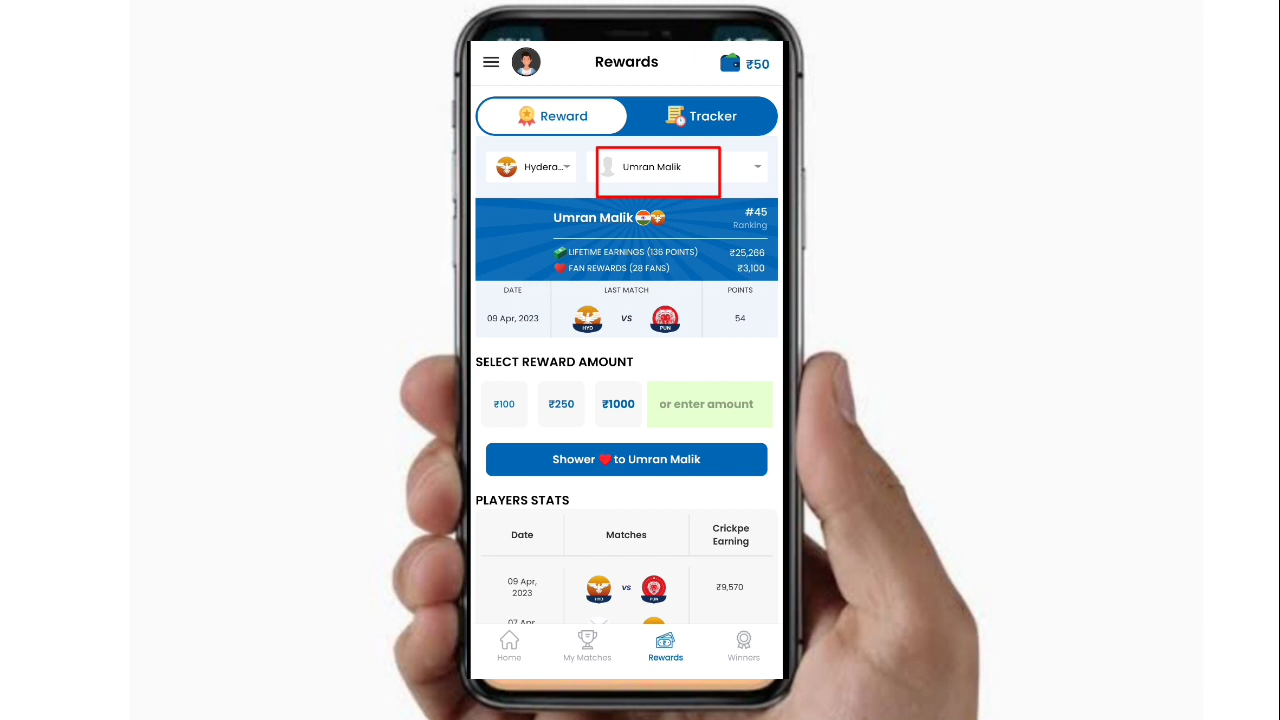 Rewards
₹50
Reward
Tracker
Hydera...
Umran Malik
Umran Malik
#45
Ranking
LIFETIME EARNINGS (136 POINTS)
₹25,266
FAN REWARDS (28 FANS)
₹3,100
DATE
LAST MATCH
POINTS
09 Apr, 2023
HYD
VS
PUN
54
SELECT REWARD AMOUNT
₹100
₹250
₹1000
or enter amount
Shower ❤ to Umran Malik
PLAYERS STATS
Date
Matches
Crickpe
Earning
09 Apr,
2023
HYD
VS
PUN
₹9,570
07 Apr,
Home
My Matches
Rewards
Winners